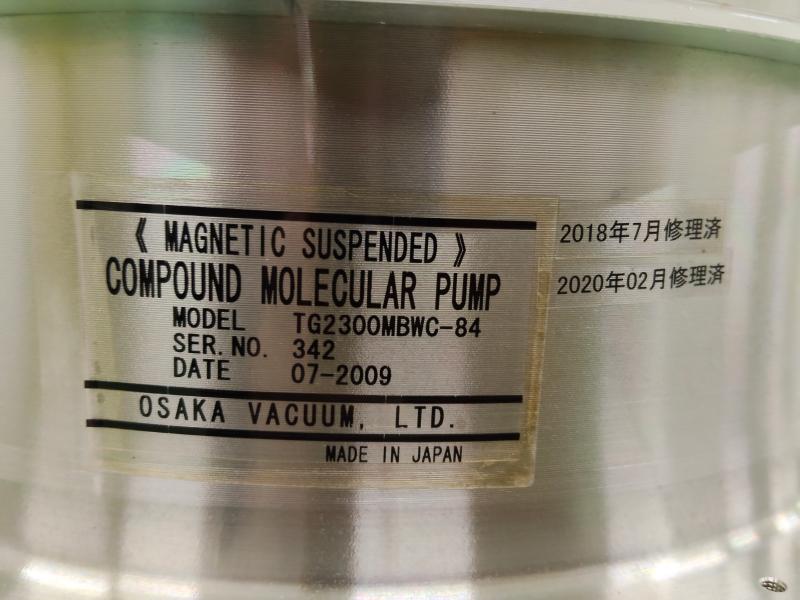 《 MAGNETIC SUSPENDED 》
COMPOUND MOLECULAR PUMP
MODEL TG2300MBWC-84
SER.NO. 342
DATE 07-2009
OSAKA VACUUM, LTD.
MADE IN JAPAN
2018年7月修理済
2020年02月修理済